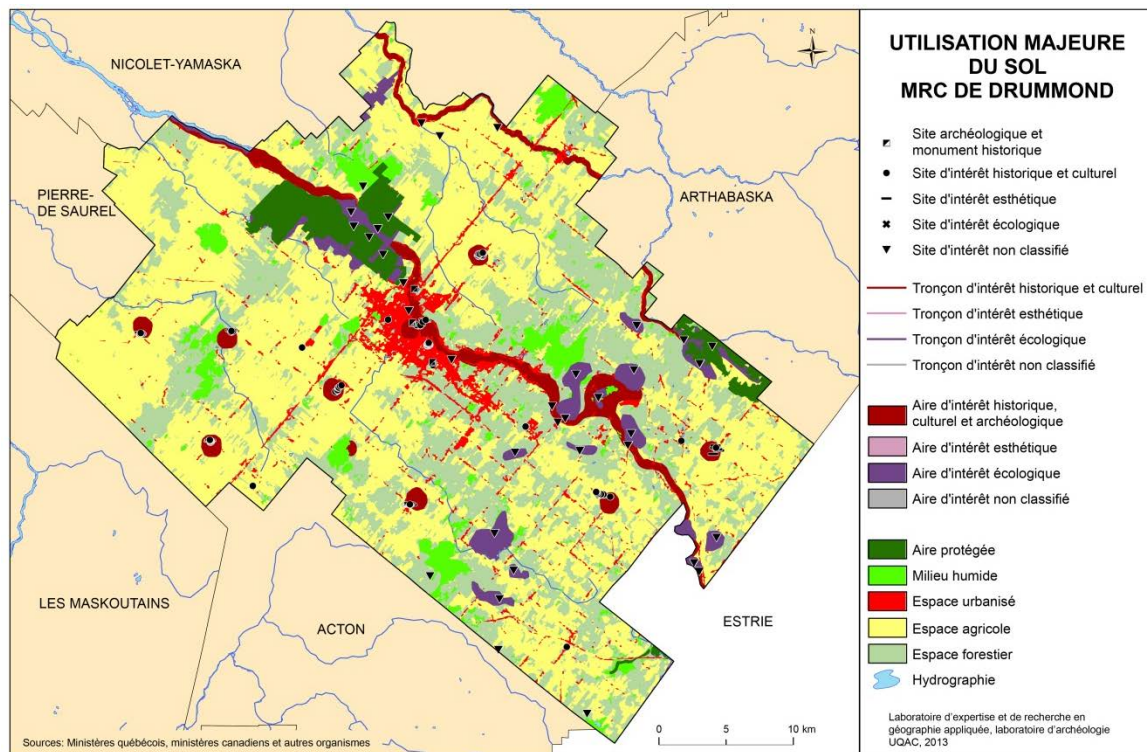 NICOLET-YAMASKA
PIERRE-
DE SAUREL
ARTHABASKA
LES MASKOUTAINS
ACTON
ESTRIE
N
0 5 10 km
Sources: Ministères québécois, ministères canadiens et autres organismes
UTILISATION MAJEURE
DU SOL
MRC DE DRUMMOND
Site archéologique et
monument historique
Site d'intérêt historique et culturel
Site d'intérêt esthétique
Site d'intérêt écologique
Site d'intérêt non classifié
Tronçon d'intérêt historique et culturel
Tronçon d'intérêt esthétique
Tronçon d'intérêt écologique
Tronçon d'intérêt non classifié
Aire d'intérêt historique,
culturel et archéologique
Aire d'intérêt esthétique
Aire d'intérêt écologique
Aire d'intérêt non classifié
Aire protégée
Milieu humide
Espace urbanisé
Espace agricole
Espace forestier
Hydrographie
Laboratoire d'expertise et de recherche en
géographie appliquée, laboratoire d'archéologie
UQAC, 2013